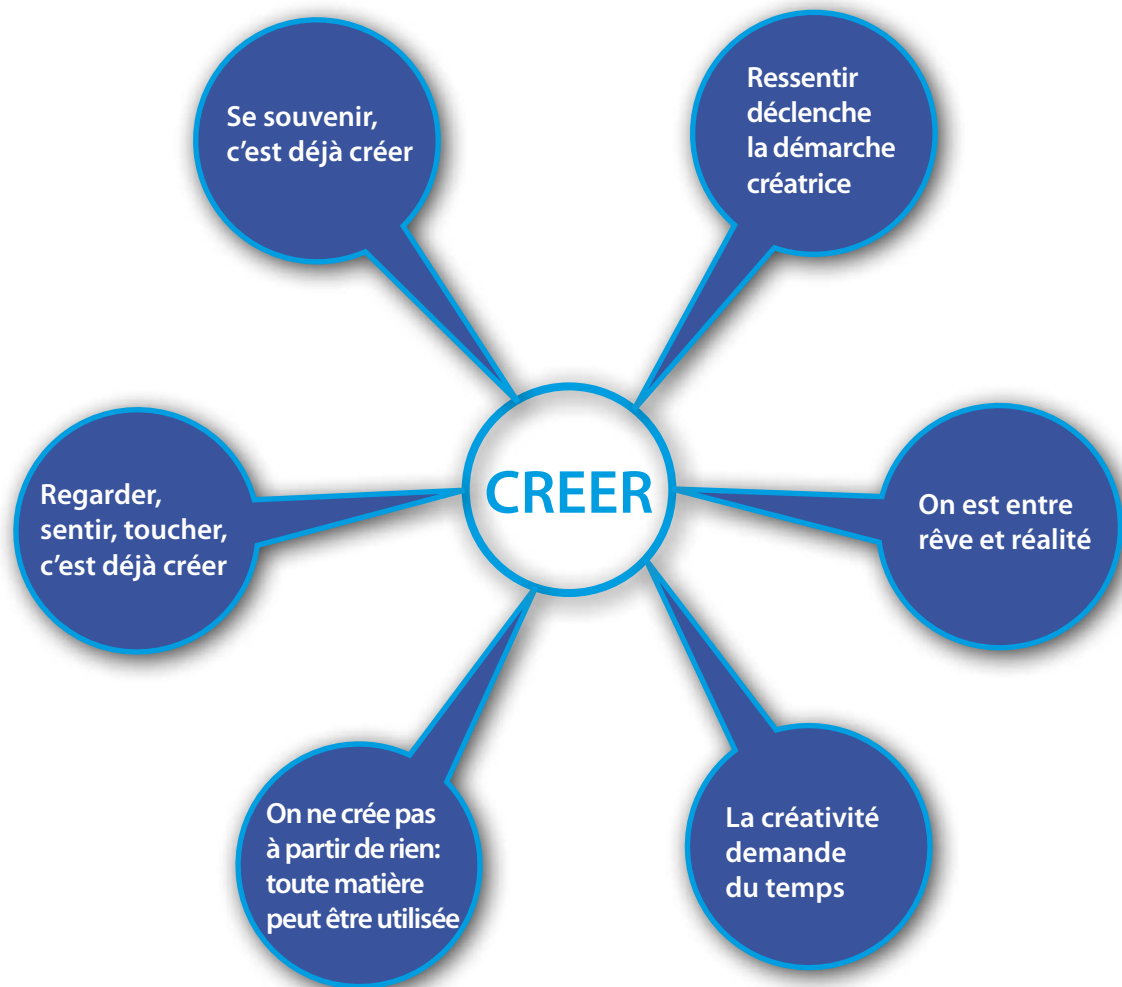 Se souvenir,
c'est déjà créer
Ressentir
déclenche
la démarche
créatrice
Regarder,
sentir, toucher,
c'est déjà créer
CREER
On est entre
rêve et réalité
On ne crée pas
à partir de rien:
toute matière
peut être utilisée
La créativité
demande
du temps